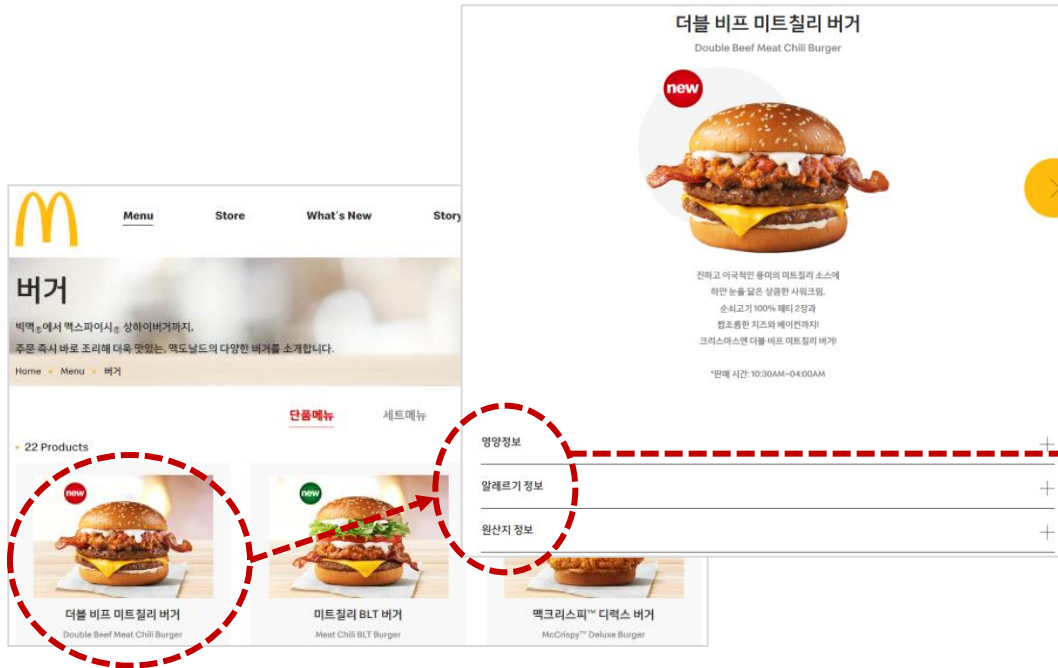 더블 비프 미트칠리 버거
Double Beef Meat Chili Burger
new
진하고 이국적인 풍미의 미트칠리 소스에
하얀 눈을 닮은 상큼한 사워크림,
순쇠고기 100% 패티 2장과
짭조름한 치즈와 베이컨까지!
크리스마스엔 더블 비프 미트칠리 버거!
*판매 시간: 10:30AM~04:00AM
영양정보
알레르기 정보
원산지 정보
Menu Store What's New Story
버거
빅맥®에서 맥스파이시® 상하이버거까지,
주문 즉시 바로 조리해 더욱 맛있는, 맥도날드의 다양한 버거를 소개합니다.
Home • Menu • 버거
단품메뉴 세트메뉴
• 22 Products
new
new
더블 비프 미트칠리 버거
Double Beef Meat Chili Burger
미트칠리 BLT 버거
Meat Chili BLT Burger
맥크리스피™ 디럭스 버거
McCrispy™ Deluxe Burger